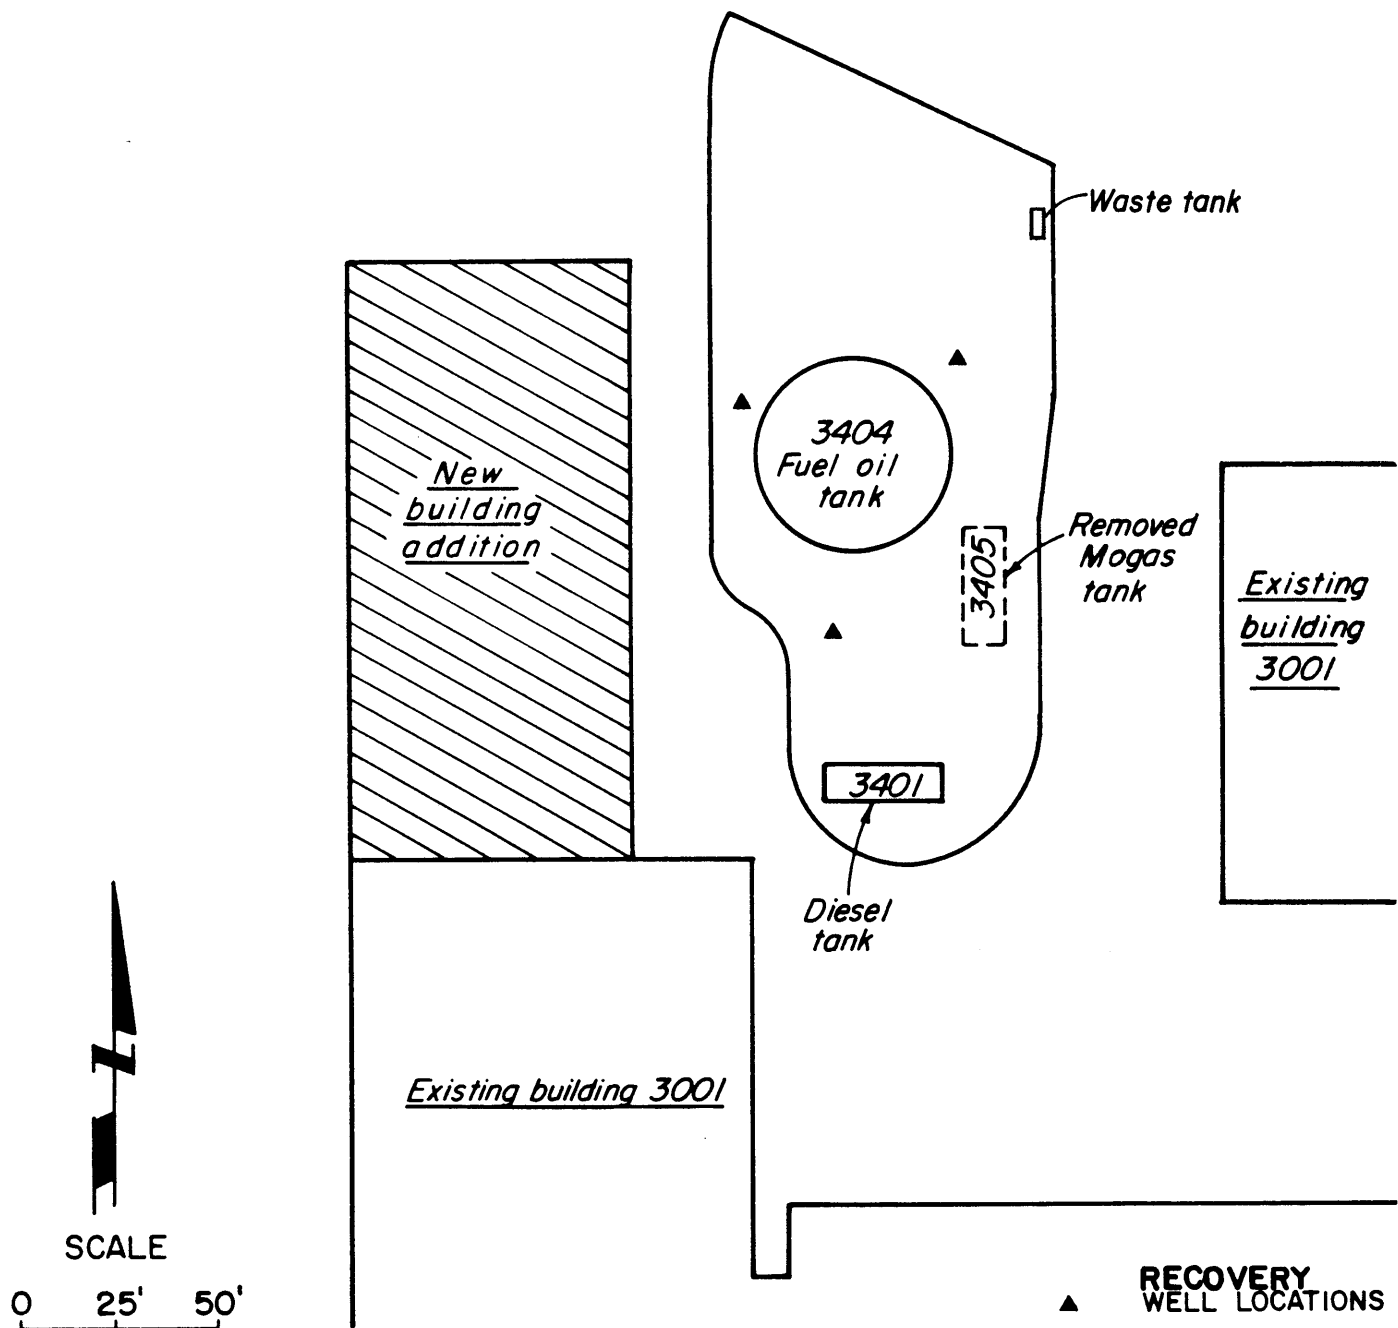 Waste tank
3404
Fuel oil
tank
New
building
addition
3405
Removed
Mogas
tank
Existing
building
3001
3401
Diesel
tank
Existing building 3001
N
SCALE
0 25' 50'
RECOVERY
▲ WELL LOCATIONS